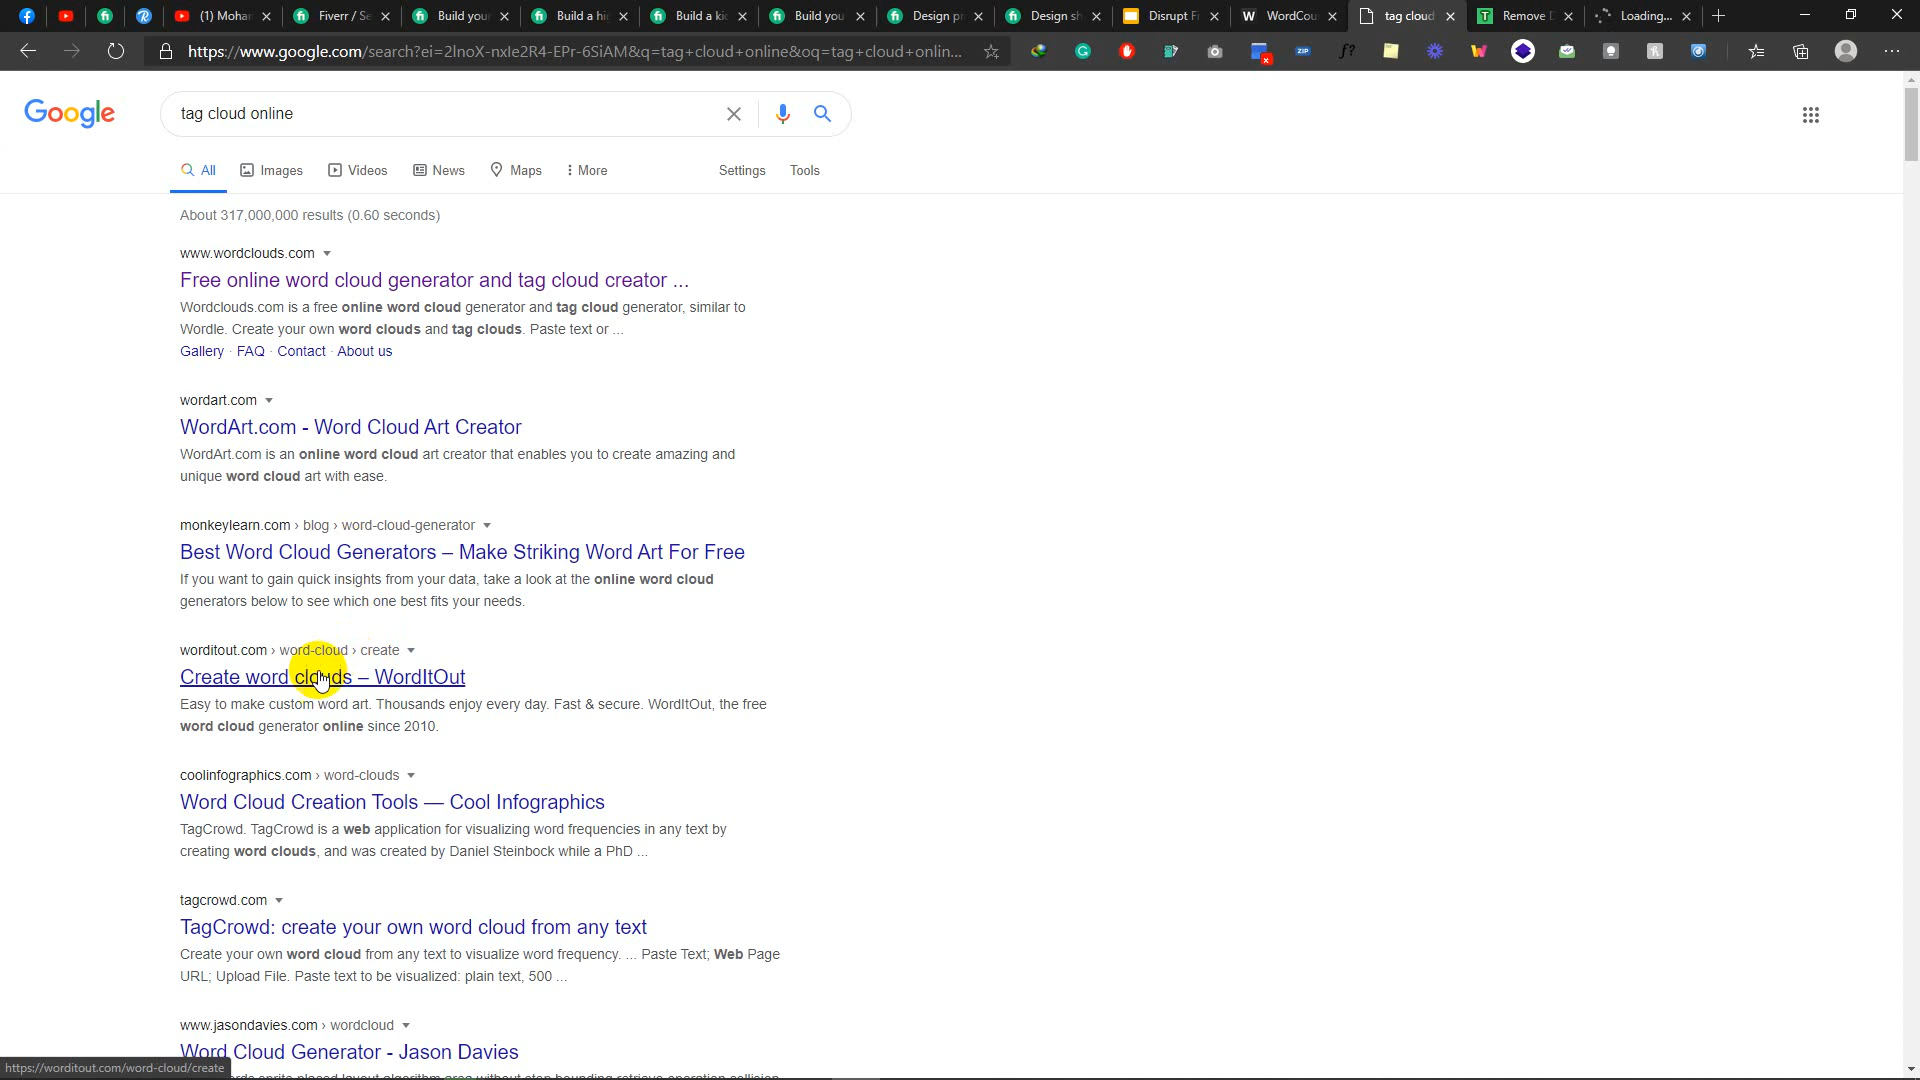 (1) Moha
Fiverr / Se
Build your
Build a hi
Build a kic
Build you
Design pr
Design sh
Disrupt Fi
WordCou
tag cloud
Remove D
Loading...
https://www.google.com/search?ei=2lnoX-nxIe2R4-EPr-6SiAM&q=tag+cloud+online&oq=tag+cloud+onlin...
Google
tag cloud online
All Images Videos News Maps More Settings Tools
About 317,000,000 results (0.60 seconds)
www.wordclouds.com
Free online word cloud generator and tag cloud creator ...
Wordclouds.com is a free online word cloud generator and tag cloud generator, similar to
Wordle. Create your own word clouds and tag clouds. Paste text or ...
Gallery · FAQ · Contact · About us
wordart.com
WordArt.com - Word Cloud Art Creator
WordArt.com is an online word cloud art creator that enables you to create amazing and
unique word cloud art with ease.
monkeylearn.com › blog › word-cloud-generator
Best Word Cloud Generators – Make Striking Word Art For Free
If you want to gain quick insights from your data, take a look at the online word cloud
generators below to see which one best fits your needs.
worditout.com › word-cloud › create
Create word clouds – WordItOut
Easy to make custom word art. Thousands enjoy every day. Fast & secure. WordItOut, the free
word cloud generator online since 2010.
coolinfographics.com › word-clouds
Word Cloud Creation Tools — Cool Infographics
TagCrowd. TagCrowd is a web application for visualizing word frequencies in any text by
creating word clouds, and was created by Daniel Steinbock while a PhD ...
tagcrowd.com
TagCrowd: create your own word cloud from any text
Create your own word cloud from any text to visualize word frequency. ... Paste Text; Web Page
URL; Upload File. Paste text to be visualized: plain text, 500 ...
www.jasondavies.com › wordcloud
Word Cloud Generator - Jason Davies
https://worditout.com/word-cloud/create